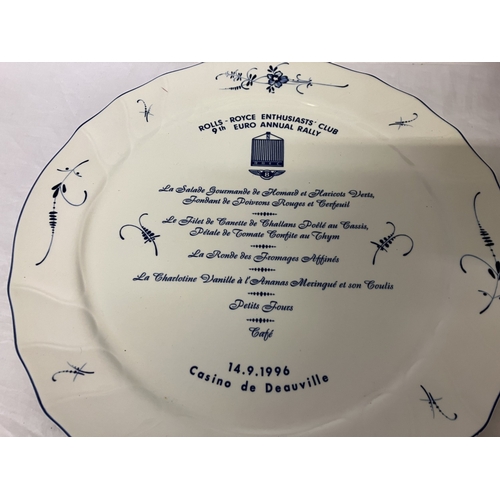 ROLLS - ROYCE ENTHUSIASTS' CLUB
9th EURO ANNUAL RALLY
La Salade Gourmande de Homard et Haricots Verts,
Fondant de Poivrons Rouges et Cerfeuil
Le Filet de Canette de Challans Poêlé au Cassis,
Pétale de Tomate Confite au Thym
La Ronde des Fromages Affinés
La Charlotine Vanille à l'Ananas Meringué et son Coulis
Petits Fours
Café
14.9.1996
Casino de Deauville